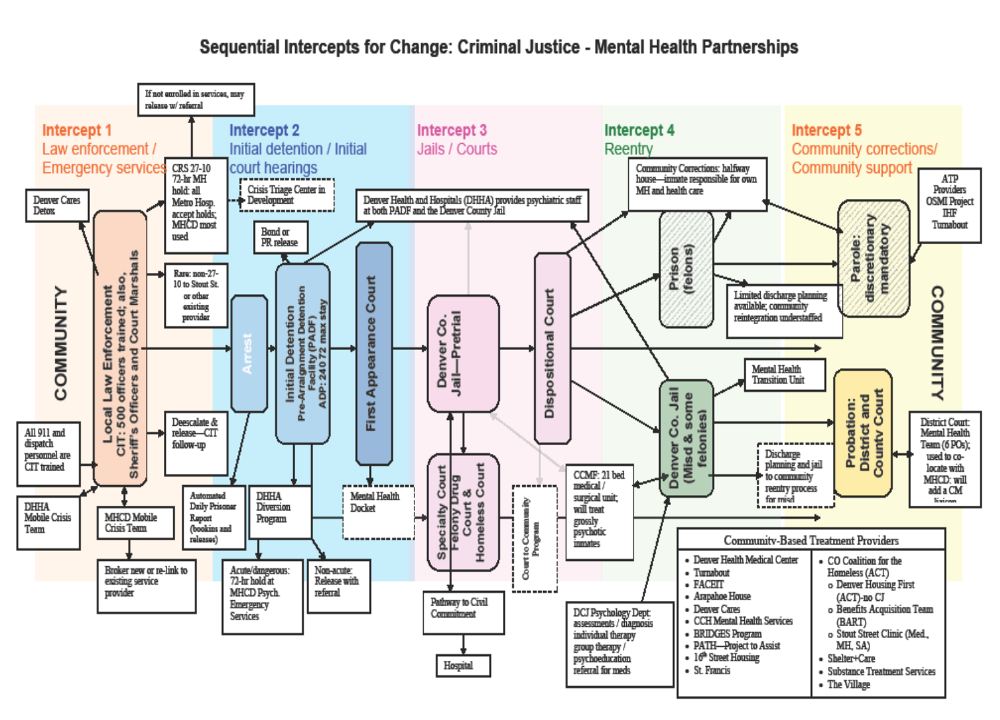 Sequential Intercepts for Change: Criminal Justice - Mental Health Partnerships
If not enrolled in services, may
release w/ referral
Intercept 1
Law enforcement /
Emergency services
Intercept 2
Initial detention / Initial
court hearings
Intercept 3
Jails / Courts
Intercept 4
Reentry
Intercept 5
Community corrections/
Community support
COMMUNITY
Denver Cares
Detox
Local Law Enforcement
CIT: 500 officers trained; also,
Sheriff's Officers and Court Marshals
CRS 27-10
72-hr MH
hold: all
Metro Hosp.
accept holds;
MHCD most
used
Rare: non-27-
10 to Stout St.
or other
existing
provider
Deescalate &
release—CIT
follow-up
All 911 and
dispatch
personnel are
CIT trained
DHHA
Mobile Crisis
Team
MHCD Mobile
Crisis Team
Broker new or re-link to
existing service
provider
Crisis Triage Center in
Development
Bond or
PR release
Arrest
Initial Detention
Pre-Arraignment Detention
Facility (PADF)
ADP: 240 72 max stay
First Appearance Court
Automated
Daily Prisoner
Report
(bookins and
releases)
DHHA
Diversion
Program
Acute/dangerous:
72-hr hold at
MHCD Psych.
Emergency
Services
Non-acute:
Release with
referral
Mental Health
Docket
Denver Health and Hospitals (DHHA) provides psychiatric staff
at both PADF and the Denver County Jail
Denver Co.
Jail—Pretrial
Specialty Court
Felony Drug
Court &
Homeless Court
Pathway to Civil
Commitment
Hospital
Dispositional Court
Court to Community
Program
CCMF: 21 bed
medical /
surgical unit;
will treat
grossly
psychotic
inmates
DCJ Psychology Dept:
assessments / diagnosis
individual therapy
group therapy /
psychoeducation
referral for meds
Community Corrections: halfway
house—inmate responsible for own
MH and health care
Prison
(felons)
Limited discharge planning
available; community
reintegration understaffed
Denver Co. Jail
(Misd & some
felonies)
Mental Health
Transition Unit
Discharge
planning and jail
to community
reentry process
for misd
Parole:
discretionary
mandatory
ATP
Providers
OSMI Project
IHF
Turnabout
Probation:
District and
County Court
District Court:
Mental Health
Team (6 POs);
used to co-
locate with
MHCD: will
add a CM
liaison
COMMUNITY
Community-Based Treatment Providers
• Denver Health Medical Center
• Turnabout
• FACEIT
• Arapahoe House
• Denver Cares
• CCH Mental Health Services
• BRIDGES Program
• PATH—Project to Assist
• 16th Street Housing
• St. Francis
• CO Coalition for the
Homeless (ACT)
o Denver Housing First
(ACT)-no CJ
o Benefits Acquisition Team
(BART)
o Stout Street Clinic (Med.,
MH, SA)
• Shelter+Care
• Substance Treatment Services
• The Village